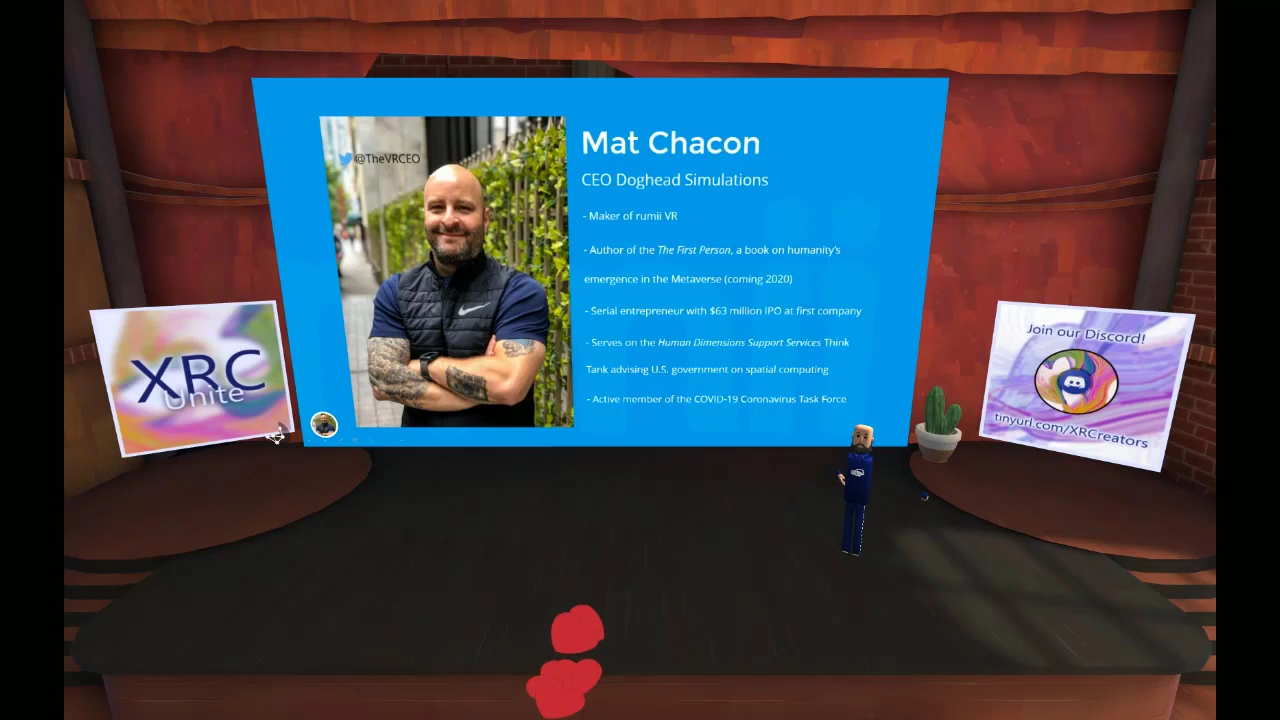 @TheVRCEO
Mat Chacon
CEO Doghead Simulations
- Maker of rumii VR
- Author of the The First Person, a book on humanity's
emergence in the Metaverse (coming 2020)
- Serial entrepreneur with $63 million IPO at first company
- Serves on the Human Dimensions Support Services Think
Tank advising U.S. government on spatial computing
- Active member of the COVID-19 Coronavirus Task Force
XRC
Unite
Join our Discord!
tinyurl.com/XRCreators